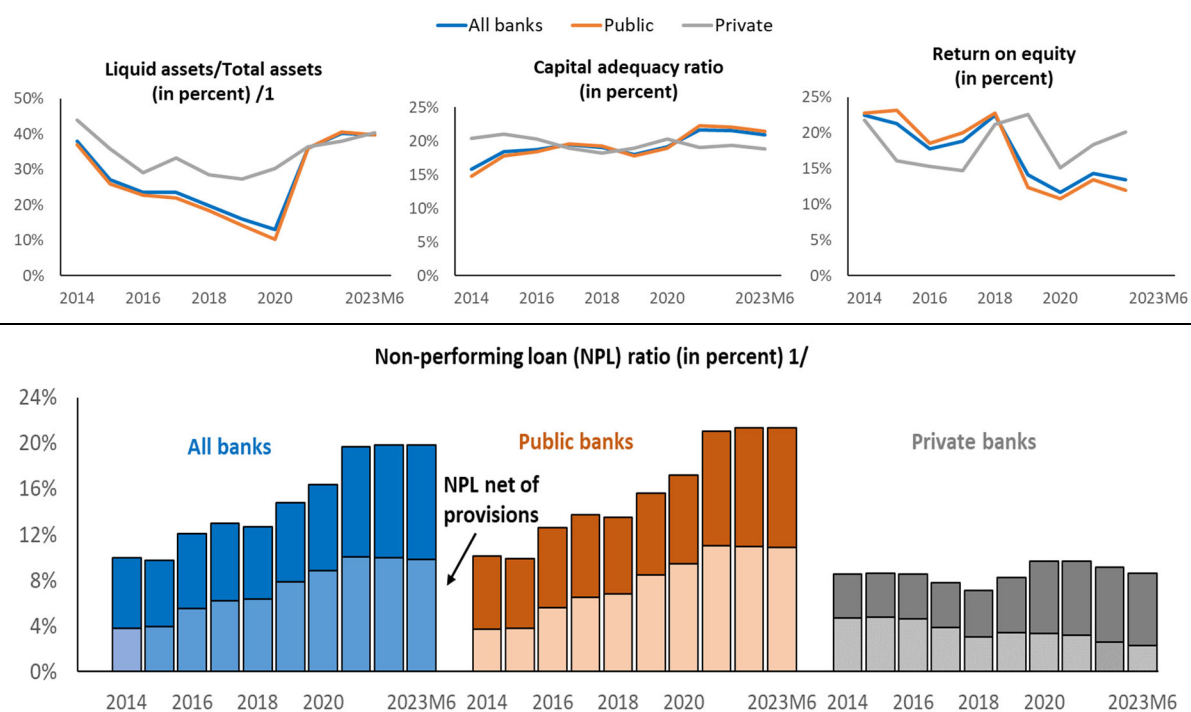 All banks Public Private
Liquid assets/Total assets
(in percent) /1
50%
40%
30%
20%
10%
0%
2014 2016 2018 2020 2023M6
Capital adequacy ratio
(in percent)
25%
20%
15%
10%
5%
0%
2014 2016 2018 2020 2023M6
Return on equity
(in percent)
25%
20%
15%
10%
5%
0%
2014 2016 2018 2020 2023M6
Non-performing loan (NPL) ratio (in percent) 1/
24%
20%
16%
12%
8%
4%
0%
All banks
NPL net of
provisions
Public banks
Private banks
2014 2016 2018 2020 2023M6
2014 2016 2018 2020 2023M6
2014 2016 2018 2020 2023M6